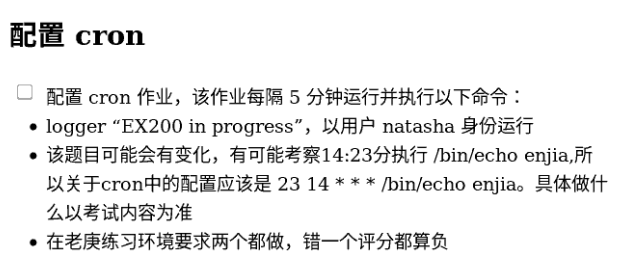 配置 cron
配置 cron 作业，该作业每隔 5 分钟运行并执行以下命令：
• logger “EX200 in progress”，以用户 natasha 身份运行
• 该题目可能会有变化，有可能考察14:23分执行 /bin/echo enjia,所
以关于cron中的配置应该是 23 14 * * * /bin/echo enjia。具体做什
么以考试内容为准
• 在老庚练习环境要求两个都做，错一个评分都算负